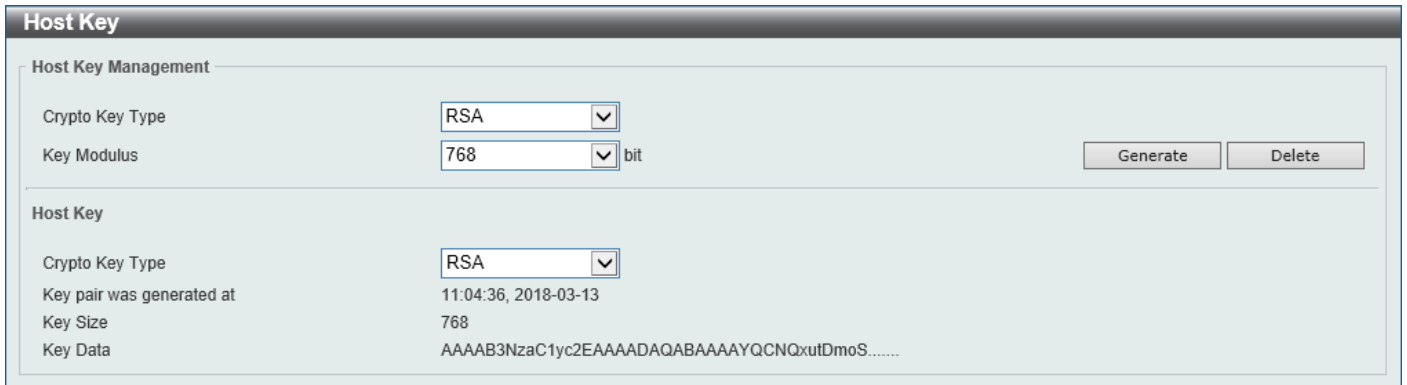 Host Key
Host Key Management
Crypto Key Type RSA
Key Modulus 768 bit Generate Delete
Host Key
Crypto Key Type RSA
Key pair was generated at 11:04:36, 2018-03-13
Key Size 768
Key Data AAAAB3NzaC1yc2EAAAADAQABAAAAYQCNQxutDmoS.......